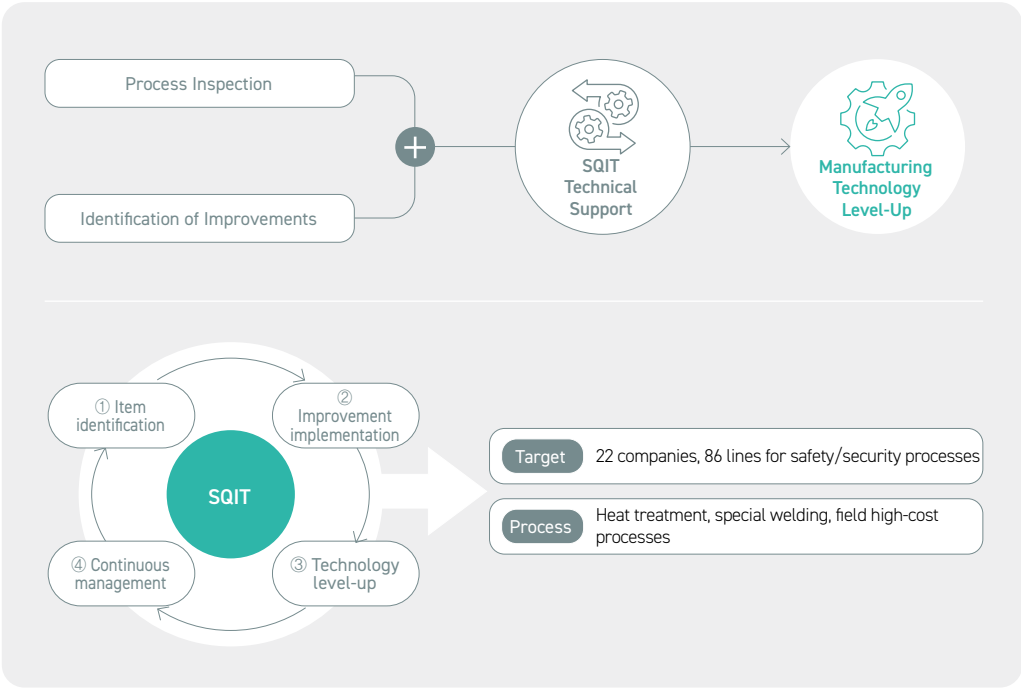 Process Inspection
Identification of Improvements
SQIT
Technical
Support
Manufacturing
Technology
Level-Up
① Item
identification
②
Improvement
implementation
SQIT
④ Continuous
management
③ Technology
level-up
Target
22 companies, 86 lines for safety/security processes
Process
Heat treatment, special welding, field high-cost
processes